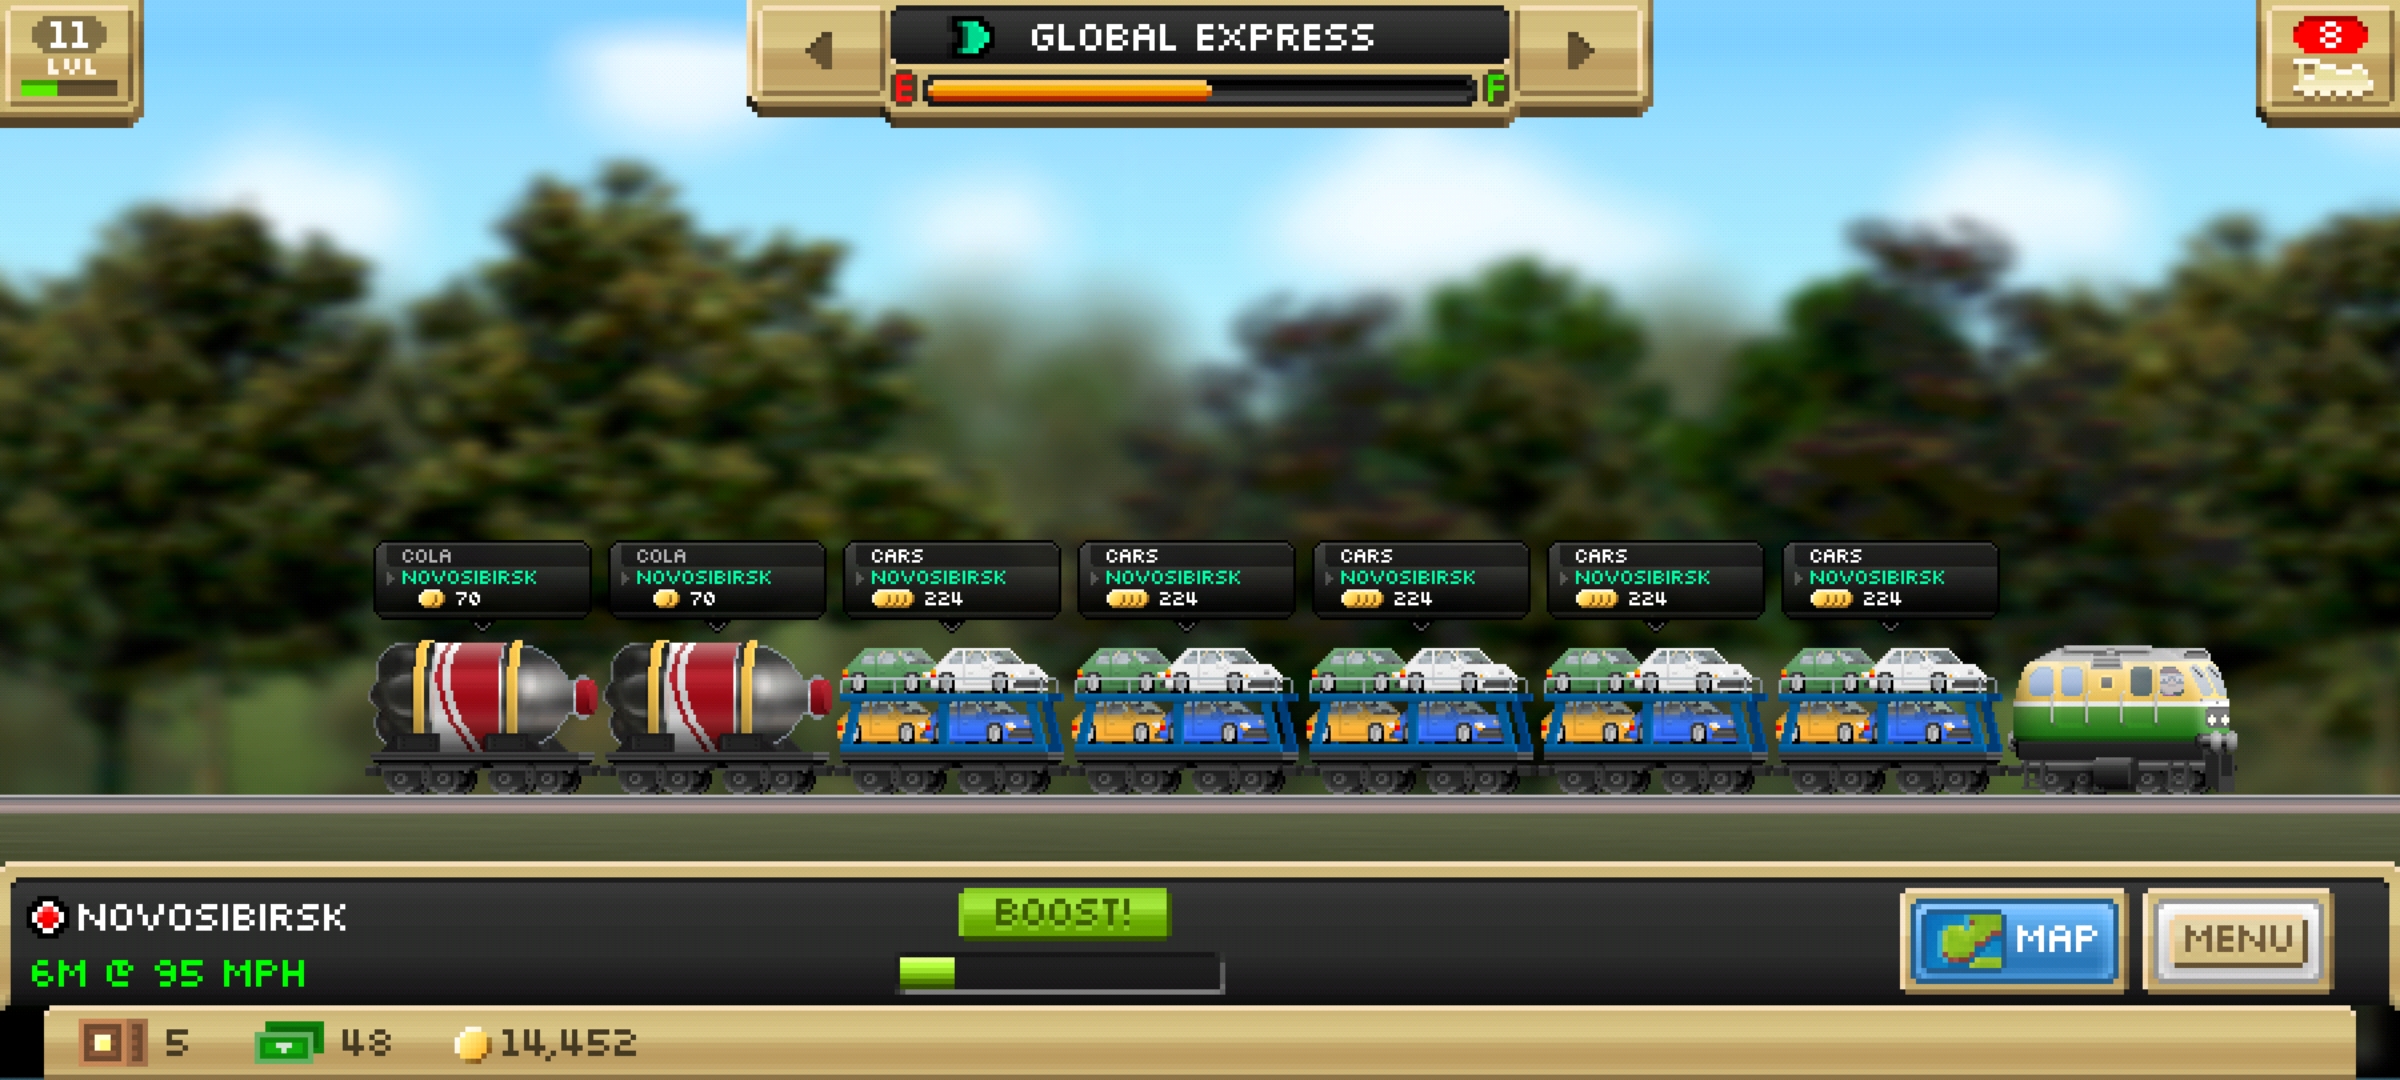 11
LVL
GLOBAL EXPRESS
E F
8
COLA
NOVOSIBIRSK
70
COLA
NOVOSIBIRSK
70
CARS
NOVOSIBIRSK
224
CARS
NOVOSIBIRSK
224
CARS
NOVOSIBIRSK
224
CARS
NOVOSIBIRSK
224
CARS
NOVOSIBIRSK
224
NOVOSIBIRSK
6M @ 95 MPH
BOOST!
MAP
MENU
5
48
14,452